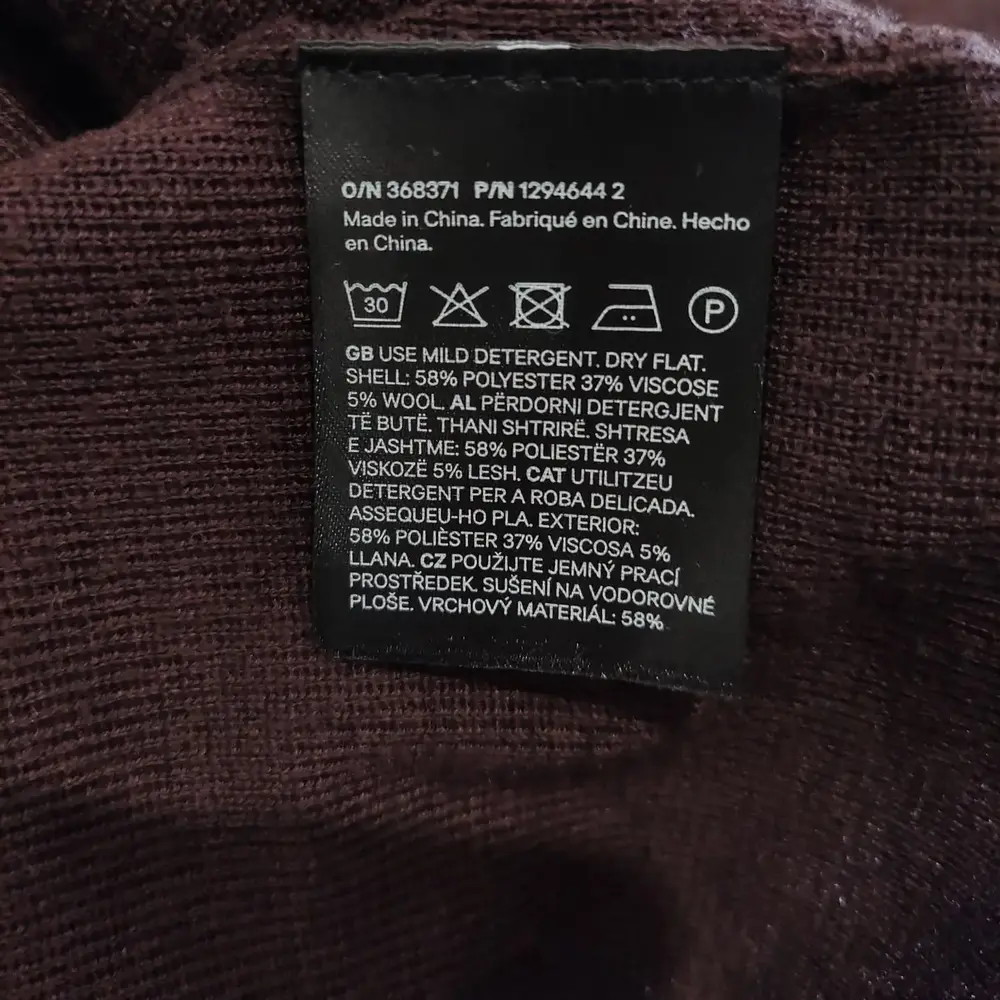 O/N 368371 P/N 1294644 2
Made in China. Fabriqué en Chine. Hecho
en China.
30
P
GB USE MILD DETERGENT. DRY FLAT.
SHELL: 58% POLYESTER 37% VISCOSE
5% WOOL. AL PËRDORNI DETERGJENT
TË BUTË. THANI SHTRIRË. SHTRESA
E JASHTME: 58% POLIESTËR 37%
VISKOZË 5% LESH. CAT UTILITZEU
DETERGENT PER A ROBA DELICADA.
ASSEQUEU-HO PLA. EXTERIOR:
58% POLIÈSTER 37% VISCOSA 5%
LLANA. CZ POUŽIJTE JEMNÝ PRACÍ
PROSTŘEDEK. SUŠENÍ NA VODOROVNÉ
PLOŠE. VRCHOVÝ MATERIÁL: 58%